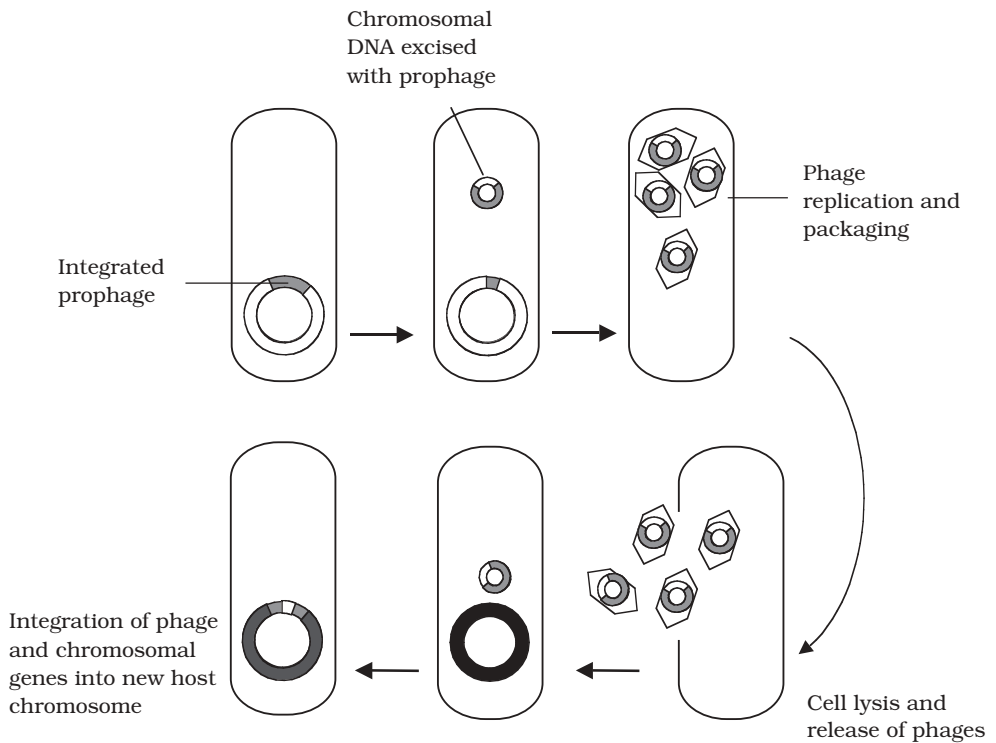 Chromosomal
DNA excised
with prophage
Phage
replication and
packaging
Integrated
prophage
Integration of phage
and chromosomal
genes into new host
chromosome
Cell lysis and
release of phages